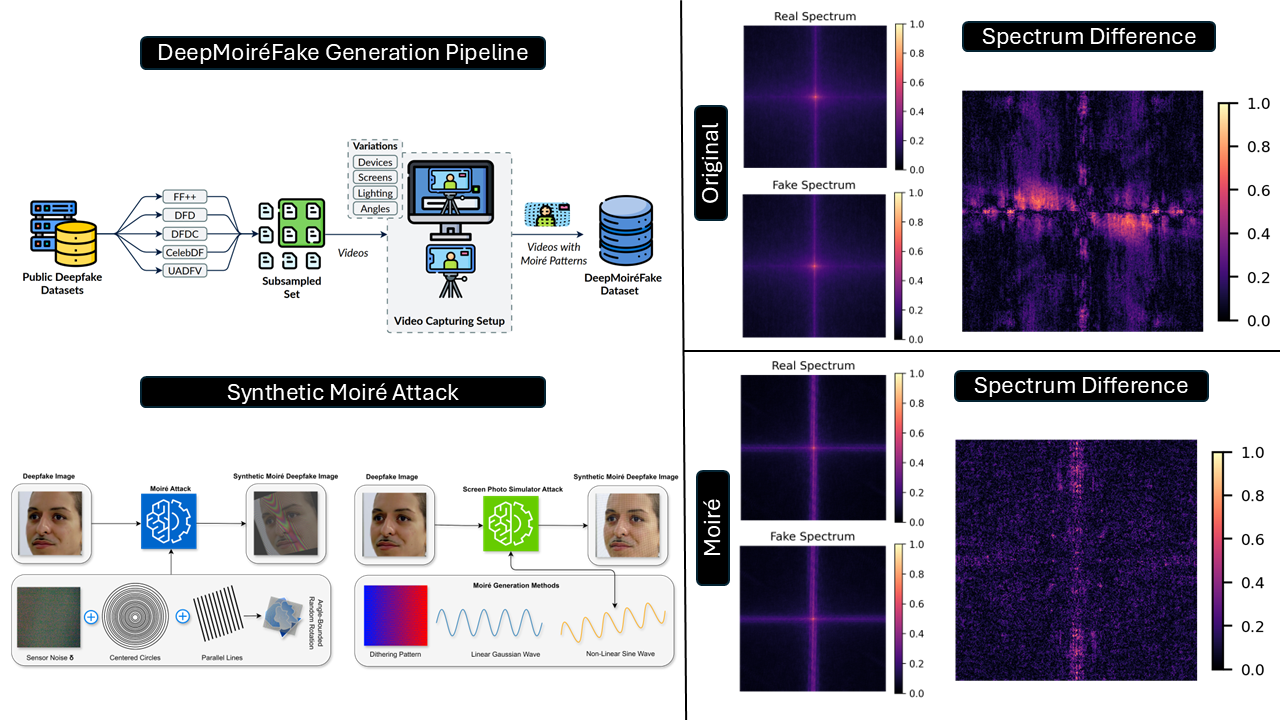 DeepMoiréFake Generation Pipeline
Public Deepfake
Datasets
FF++
DFD
DFDC
CelebDF
UADFV
Subsampled
Set
Videos
Variations
Devices
Screens
Lighting
Angles
Video Capturing Setup
Videos with
Moiré Patterns
DeepMoiréFake
Dataset
Synthetic Moiré Attack
Deepfake Image
Moiré Attack
Synthetic Moiré Deepfake Image
Sensor Noise δ
Centered Circles
Parallel Lines
Angle-Bounded
Random Rotation
Deepfake Image
Screen Photo Simulator Attack
Synthetic Moiré Deepfake Image
Moiré Generation Methods
Dithering Pattern
Linear Gaussian Wave
Non-Linear Sine Wave
Original
Real Spectrum
1.0
0.8
0.6
0.4
0.2
0.0
Fake Spectrum
1.0
0.8
0.6
0.4
0.2
0.0
Spectrum Difference
1.0
0.8
0.6
0.4
0.2
0.0
Moiré
Real Spectrum
1.0
0.8
0.6
0.4
0.2
0.0
Fake Spectrum
1.0
0.8
0.6
0.4
0.2
0.0
Spectrum Difference
1.0
0.8
0.6
0.4
0.2
0.0